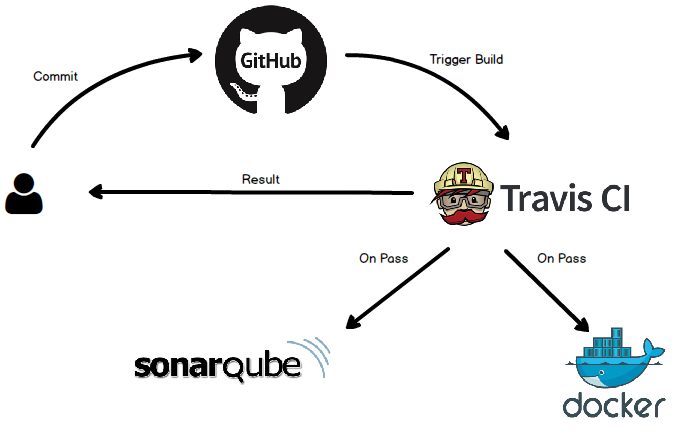 GitHub
Commit
Trigger Build
Result
T
Travis CI
On Pass
On Pass
sonarqube
docker